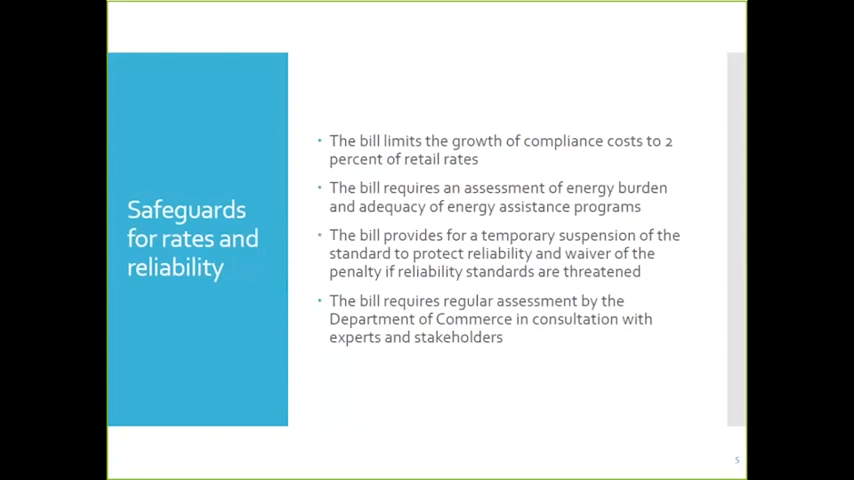 Safeguards
for rates and
reliability
• The bill limits the growth of compliance costs to 2
percent of retail rates
• The bill requires an assessment of energy burden
and adequacy of energy assistance programs
• The bill provides for a temporary suspension of the
standard to protect reliability and waiver of the
penalty if reliability standards are threatened
• The bill requires regular assessment by the
Department of Commerce in consultation with
experts and stakeholders
5